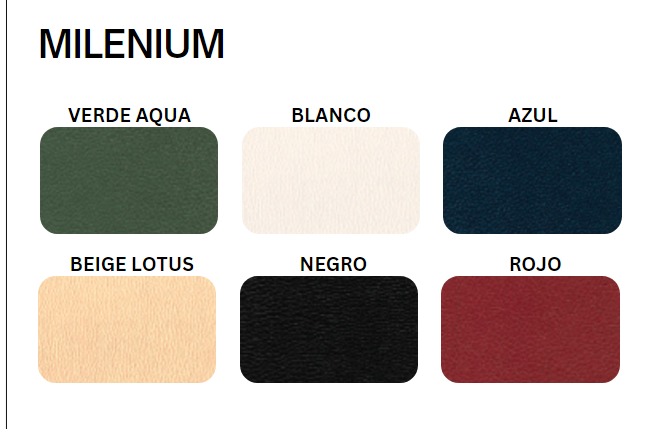 MILENIUM
VERDE AQUA
BLANCO
AZUL
BEIGE LOTUS
NEGRO
ROJO